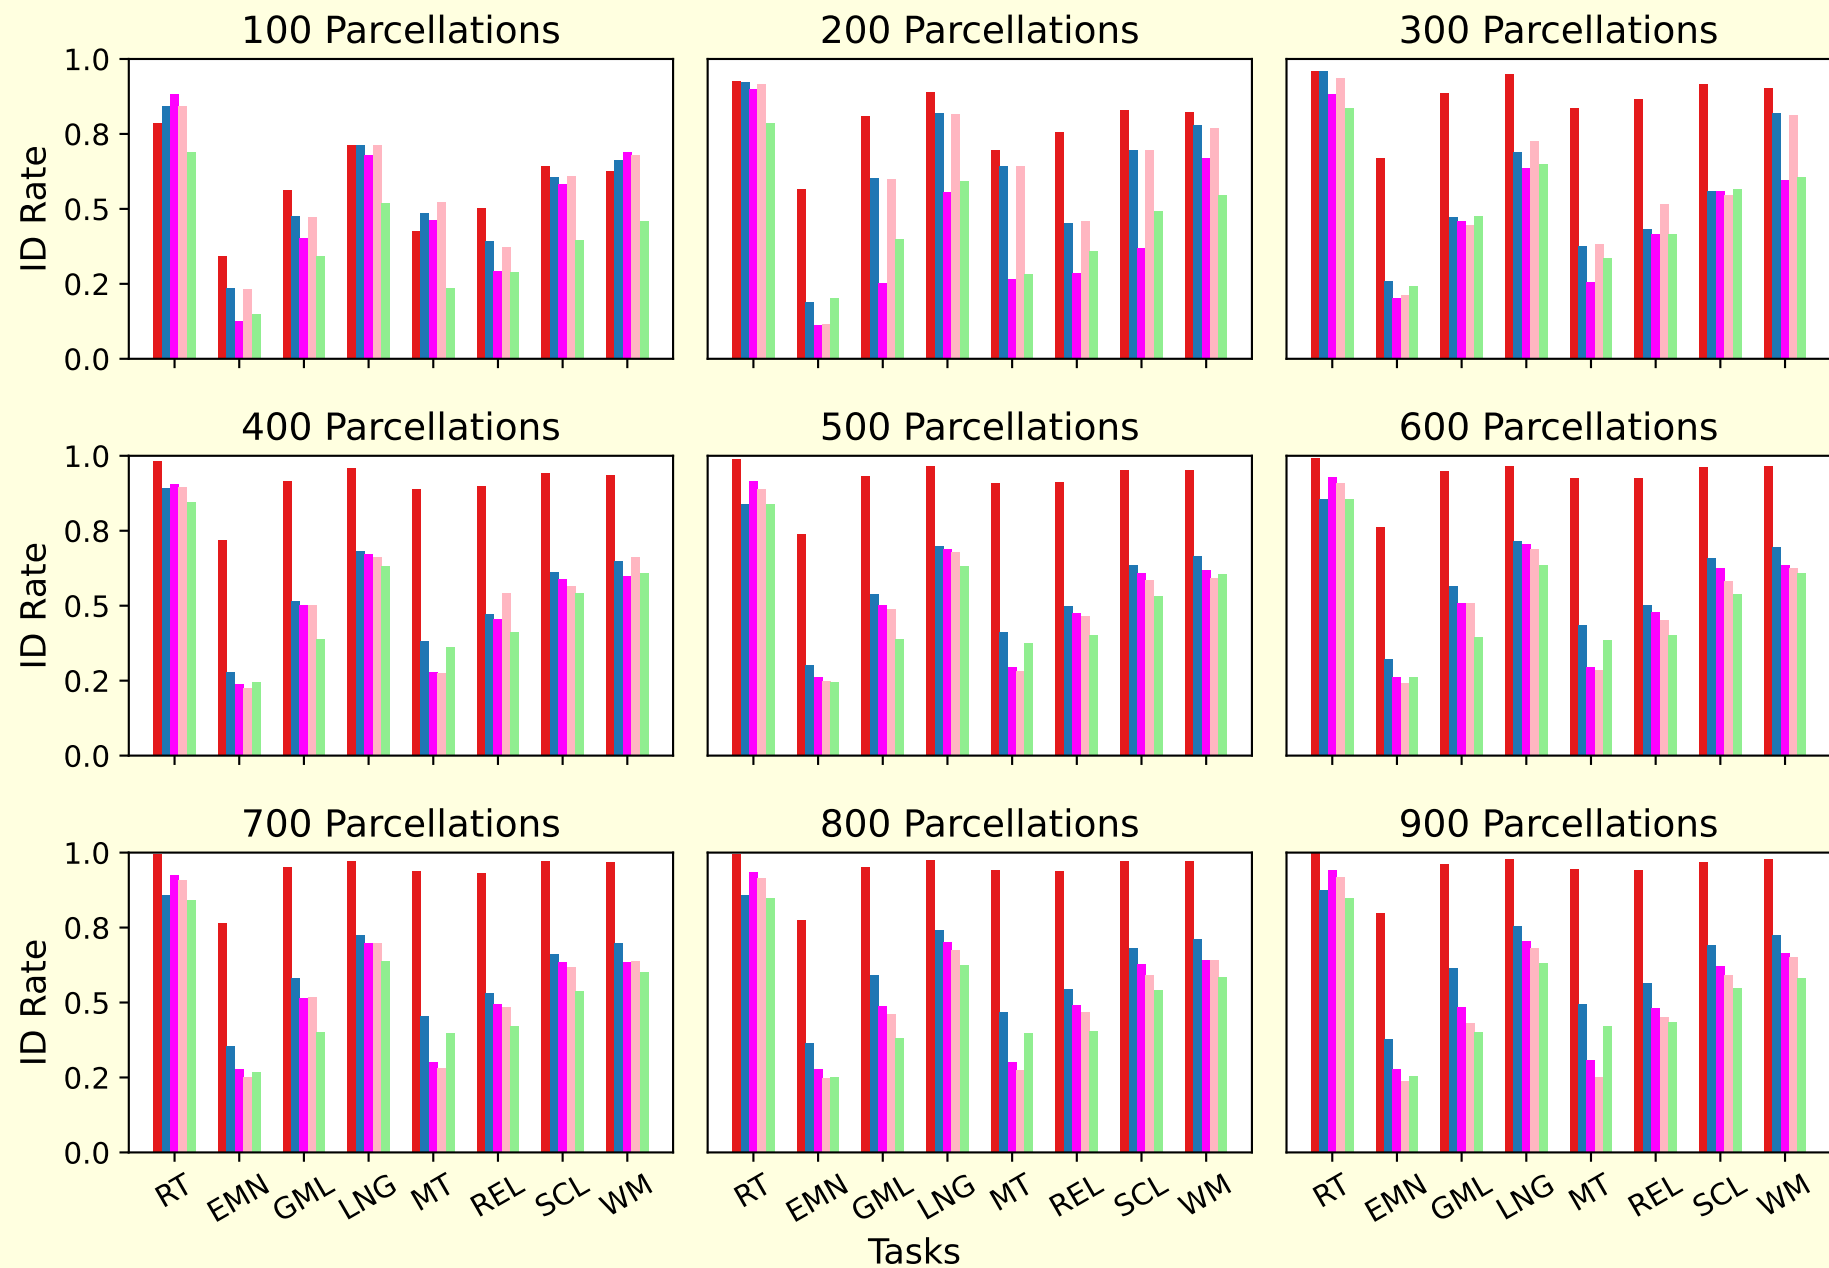 100 Parcellations
200 Parcellations
300 Parcellations
1.0
0.8
0.5
0.2
0.0
ID Rate
400 Parcellations
500 Parcellations
600 Parcellations
1.0
0.8
0.5
0.2
0.0
ID Rate
700 Parcellations
800 Parcellations
900 Parcellations
1.0
0.8
0.5
0.2
0.0
ID Rate
RT EMN GML LNG MT REL SCL WM
RT EMN GML LNG MT REL SCL WM
RT EMN GML LNG MT REL SCL WM
Tasks